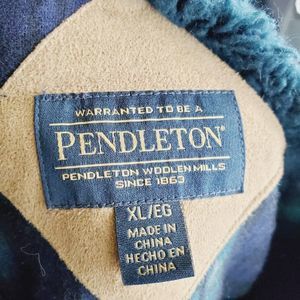 WARRANTED TO BE A
PENDLETON®
PENDLETON WOOLEN MILLS
SINCE 1863
XL/EG
MADE IN
CHINA
HECHO EN
CHINA